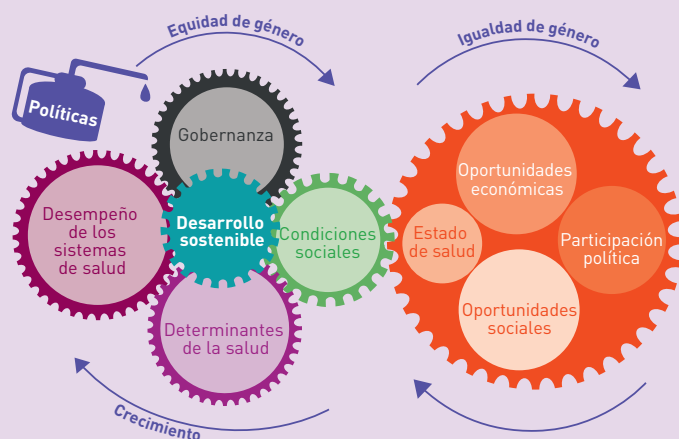 Equidad de género
Igualdad de género
Políticas
Gobernanza
Desempeño
de los
sistemas
de salud
Desarrollo
sostenible
Condiciones
sociales
Determinantes
de la salud
Oportunidades
económicas
Estado
de salud
Participación
política
Oportunidades
sociales
Crecimiento